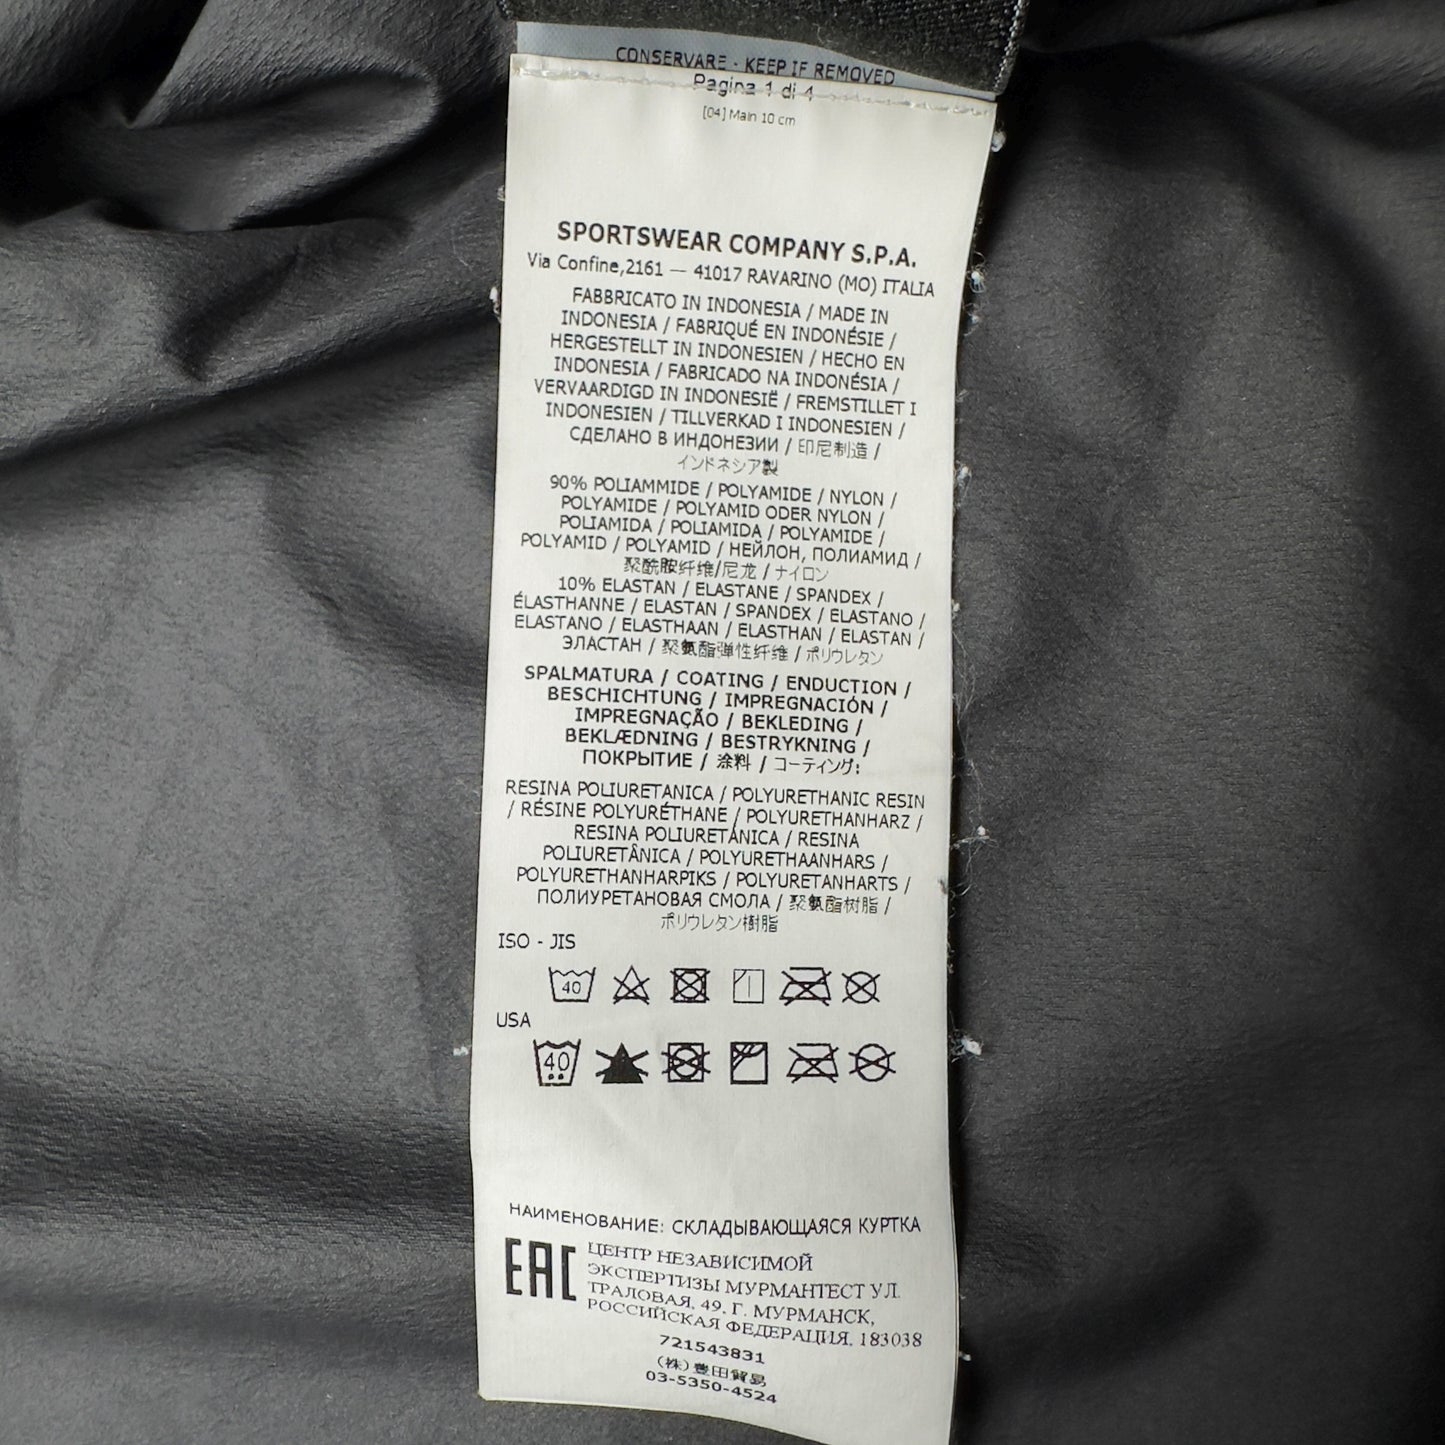 CONSERVARE - KEEP IF REMOVED
Pagina 1 di 4
[04] Main 10 cm
SPORTSWEAR COMPANY S.P.A.
Via Confine,2161 — 41017 RAVARINO (MO) ITALIA
FABBRICATO IN INDONESIA / MADE IN
INDONESIA / FABRIQUÉ EN INDONÉSIE /
HERGESTELLT IN INDONESIEN / HECHO EN
INDONESIA / FABRICADO NA INDONÉSIA /
VERVAARDIGD IN INDONESIË / FREMSTILLET I
INDONESIEN / TILLVERKAD I INDONESIEN /
СДЕЛАНО В ИНДОНЕЗИИ / 印尼制造 /
インドネシア製
90% POLIAMMIDE / POLYAMIDE / NYLON /
POLYAMIDE / POLYAMID ODER NYLON /
POLIAMIDA / POLIAMIDA / POLYAMIDE /
POLYAMID / POLYAMID / НЕЙЛОН, ПОЛИАМИД /
聚酰胺纤维/尼龙 / ナイロン
10% ELASTAN / ELASTANE / SPANDEX /
ÉLASTHANNE / ELASTAN / SPANDEX / ELASTANO /
ELASTANO / ELASTHAAN / ELASTHAN / ELASTAN /
ЭЛАСТАН / 聚氨酯弹性纤维 / ポリウレタン
SPALMATURA / COATING / ENDUCTION /
BESCHICHTUNG / IMPREGNACIÓN /
IMPREGNAÇÃO / BEKLEDING /
BEKLÆDNING / BESTRYKNING /
ПОКРЫТИЕ / 涂料 / コーティング:
RESINA POLIURETANICA / POLYURETHANIC RESIN
/ RÉSINE POLYURÉTHANE / POLYURETHANHARZ /
RESINA POLIURETÁNICA / RESINA
POLIURETÂNICA / POLYURETHAANHARS /
POLYURETHANHARPIKS / POLYURETANHARTS /
ПОЛИУРЕТАНОВАЯ СМОЛА / 聚氨酯树脂 /
ポリウレタン樹脂
ISO - JIS
40
USA
40
НАИМЕНОВАНИЕ: СКЛАДЫВАЮЩАЯСЯ КУРТКА
EAC
ЦЕНТР НЕЗАВИСИМОЙ
ЭКСПЕРТИЗЫ МУРМАНТЕСТ УЛ.
ТРАЛОВАЯ, 49, Г. МУРМАНСК,
РОССИЙСКАЯ ФЕДЕРАЦИЯ, 183038
721543831
(株) 豊田貿易
03-5350-4524